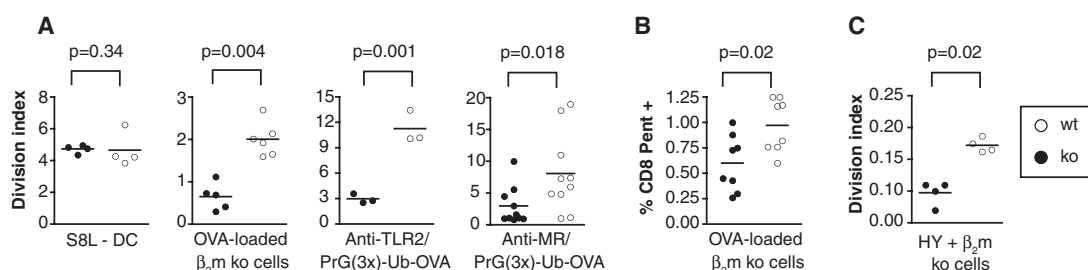 A
B
C
p=0.34
p=0.004
p=0.001
p=0.018
p=0.02
p=0.02
Division index
8
6
4
2
0
S8L - DC
3
2
1
0
OVA-loaded
β₂m ko cells
15
12
9
6
3
0
Anti-TLR2/
PrG(3x)-Ub-OVA
20
15
10
5
0
Anti-MR/
PrG(3x)-Ub-OVA
% CD8 Pent +
1.25
1.00
0.75
0.50
0.25
0.00
OVA-loaded
β₂m ko cells
Division index
0.25
0.20
0.15
0.10
0.05
0.00
HY + β₂m
ko cells
wt
ko